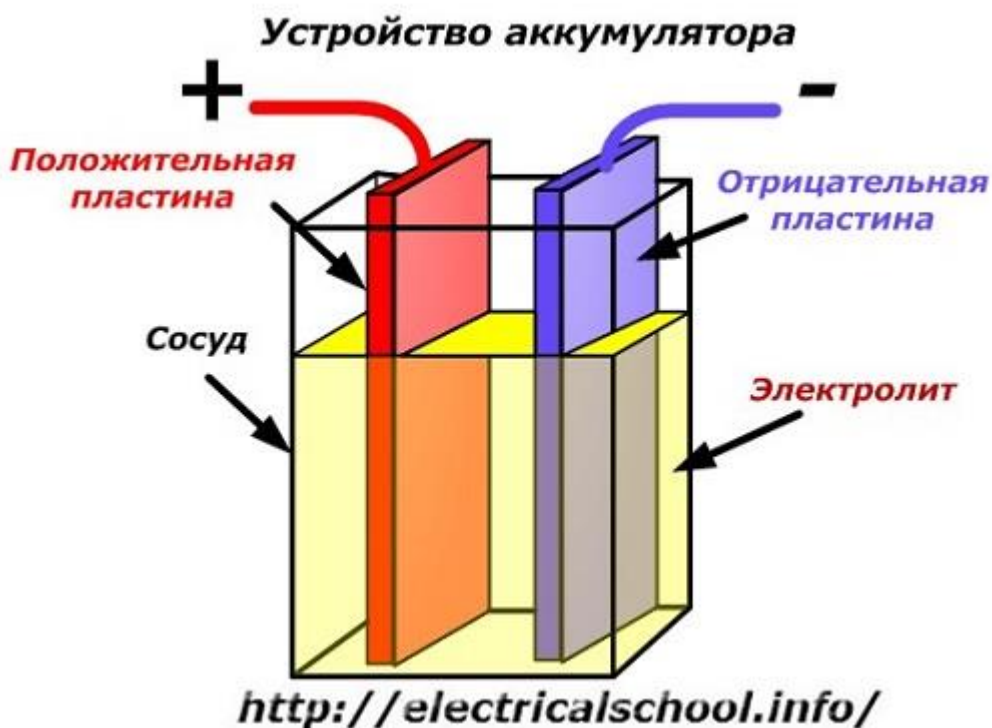 Устройство аккумулятора
+
-
Положительная
пластина
Отрицательная
пластина
Сосуд
Электролит
http://electricalschool.info/